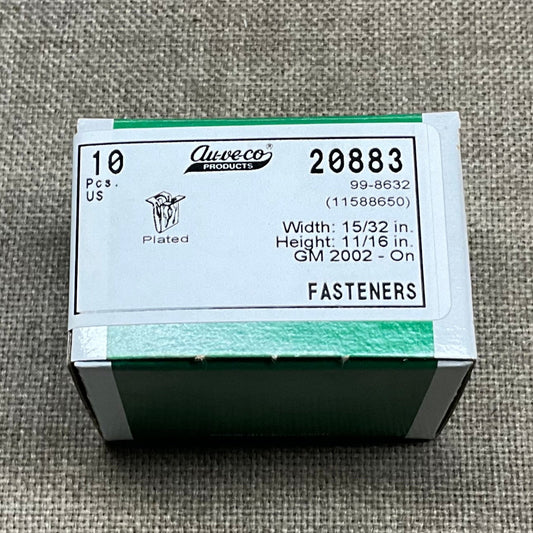 10
Pcs.
US
au-ve-co®
PRODUCTS
Plated
20883
99-8632
(11588650)
Width: 15/32 in.
Height: 11/16 in.
GM 2002 - On
FASTENERS